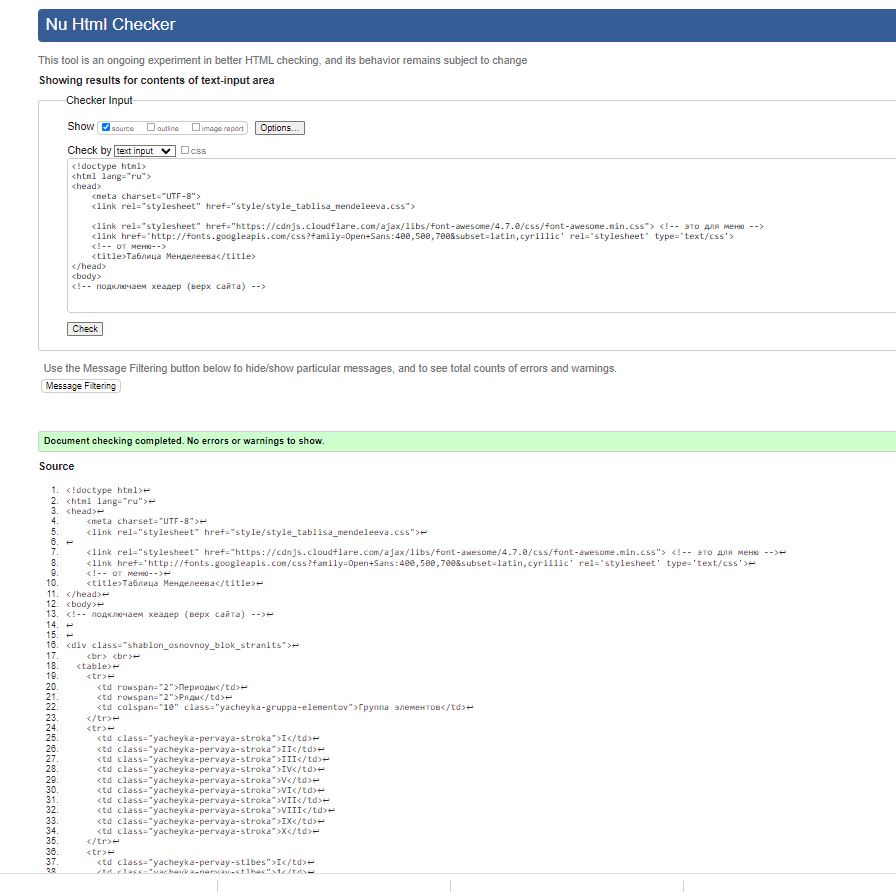 Nu Html Checker
This tool is an ongoing experiment in better HTML checking, and its behavior remains subject to change
Showing results for contents of text-input area
Checker Input
Show source outline image report Options...
Check by text input css
<!doctype html>
<html lang="ru">
<head>
    <meta charset="UTF-8">
    <link rel="stylesheet" href="style/style_tablisa_mendeleeva.css">

    <link rel="stylesheet" href="https://cdnjs.cloudflare.com/ajax/libs/font-awesome/4.7.0/css/font-awesome.min.css"> <!-- это для меню -->
    <link href='http://fonts.googleapis.com/css?family=Open+Sans:400,500,700&subset=latin,cyrillic' rel='stylesheet' type='text/css'>
    <!-- от меню-->
    <title>Таблица Менделеева</title>
</head>
<body>
<!-- подключаем хеадер (верх сайта) -->
Check
Use the Message Filtering button below to hide/show particular messages, and to see total counts of errors and warnings.
Message Filtering
Document checking completed. No errors or warnings to show.
Source
1. <!doctype html>↩
2. <html lang="ru">↩
3. <head>↩
4.     <meta charset="UTF-8">↩
5.     <link rel="stylesheet" href="style/style_tablisa_mendeleeva.css">↩
6. ↩
7.     <link rel="stylesheet" href="https://cdnjs.cloudflare.com/ajax/libs/font-awesome/4.7.0/css/font-awesome.min.css"> <!-- это для меню -->↩
8.     <link href='http://fonts.googleapis.com/css?family=Open+Sans:400,500,700&subset=latin,cyrillic' rel='stylesheet' type='text/css'>↩
9.     <!-- от меню-->↩
10.     <title>Таблица Менделеева</title>↩
11. </head>↩
12. <body>↩
13. <!-- подключаем хеадер (верх сайта) -->↩
14. ↩
15. ↩
16. <div class="shablon_osnovnoy_blok_stranits">↩
17.     <br> <br>↩
18.   <table>↩
19.     <tr>↩
20.       <td rowspan="2">Периоды</td>↩
21.       <td rowspan="2">Ряды</td>↩
22.       <td colspan="10" class="yacheyka-gruppa-elementov">Группа элементов</td>↩
23.     </tr>↩
24.     <tr>↩
25.       <td class="yacheyka-pervaya-stroka">I</td>↩
26.       <td class="yacheyka-pervaya-stroka">II</td>↩
27.       <td class="yacheyka-pervaya-stroka">III</td>↩
28.       <td class="yacheyka-pervaya-stroka">IV</td>↩
29.       <td class="yacheyka-pervaya-stroka">V</td>↩
30.       <td class="yacheyka-pervaya-stroka">VI</td>↩
31.       <td class="yacheyka-pervaya-stroka">VII</td>↩
32.       <td class="yacheyka-pervaya-stroka">VIII</td>↩
33.       <td class="yacheyka-pervaya-stroka">IX</td>↩
34.       <td class="yacheyka-pervaya-stroka">X</td>↩
35.     </tr>↩
36.     <tr>↩
37.       <td class="yacheyka-pervay-stlbes">I</td>↩
38.